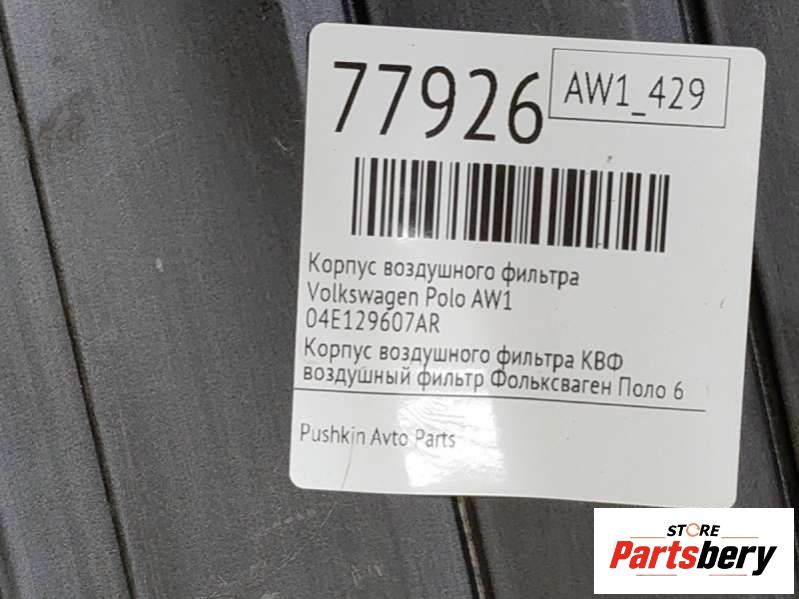 77926
AW1_429
Корпус воздушного фильтра
Volkswagen Polo AW1
04E129607AR
Корпус воздушного фильтра КВФ
воздушный фильтр Фольксваген Поло 6
Pushkin Avto Parts
STORE
Partsbery